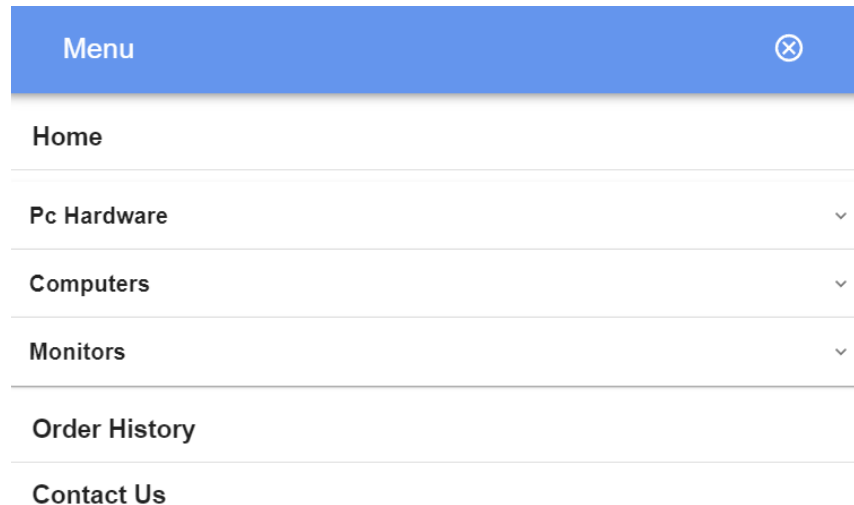 Menu
Home
Pc Hardware
Computers
Monitors
Order History
Contact Us